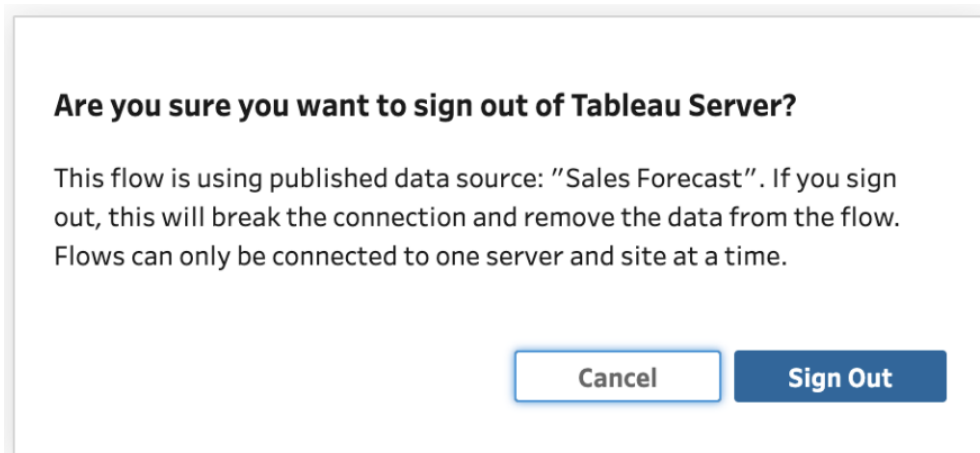 Are you sure you want to sign out of Tableau Server?
This flow is using published data source: "Sales Forecast". If you sign
out, this will break the connection and remove the data from the flow.
Flows can only be connected to one server and site at a time.
Cancel Sign Out